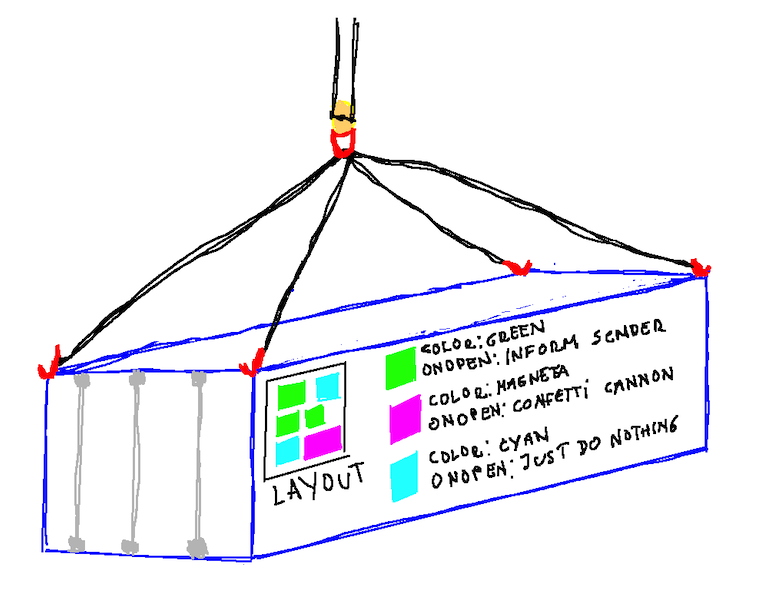 COLOR: GREEN
ONOPEN: INFORM SENDER
COLOR: MAGNETA
ONOPEN: CONFETTI CANNON
COLOR: CYAN
ONOPEN: JUST DO NOTHING
LAYOUT